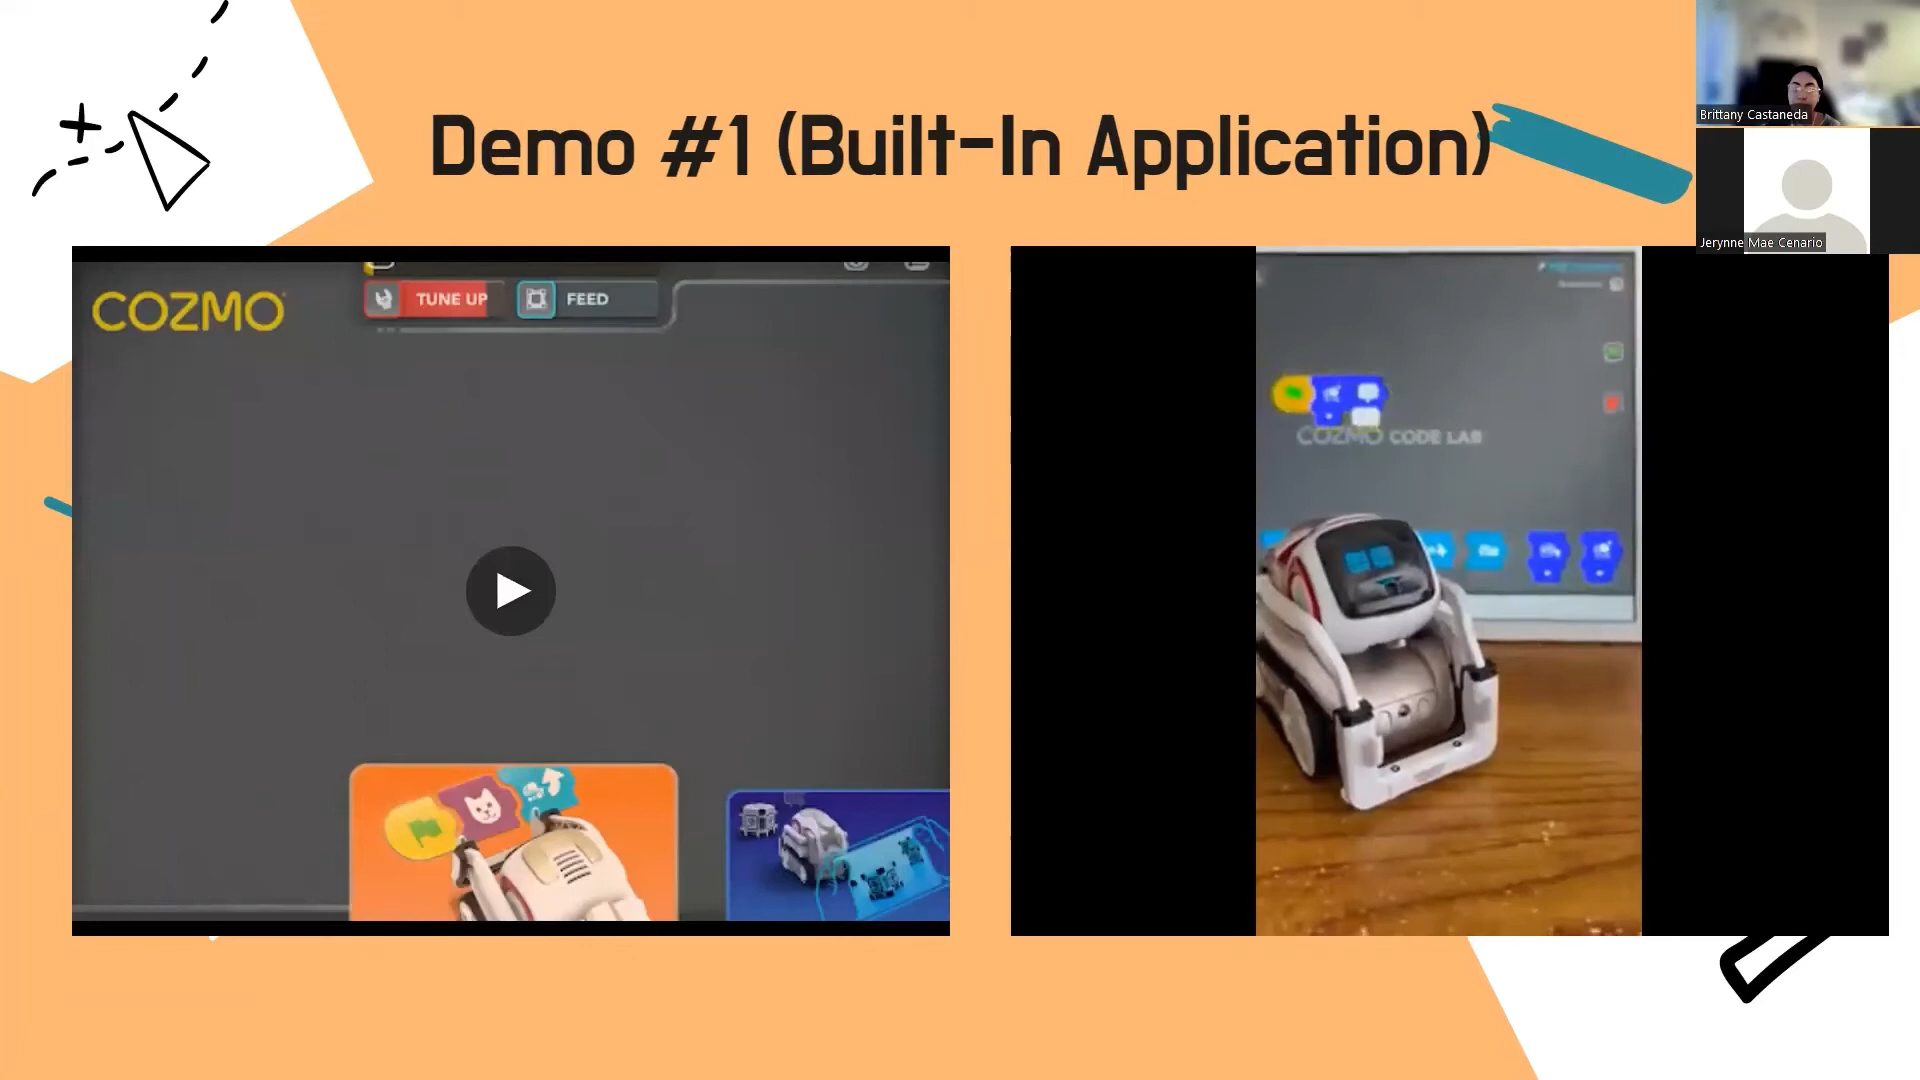 Demo #1 (Built-In Application)
Brittany Castaneda
Jerynne Mae Cenario
COZMO
TUNE UP
FEED
COZMO CODE LAB